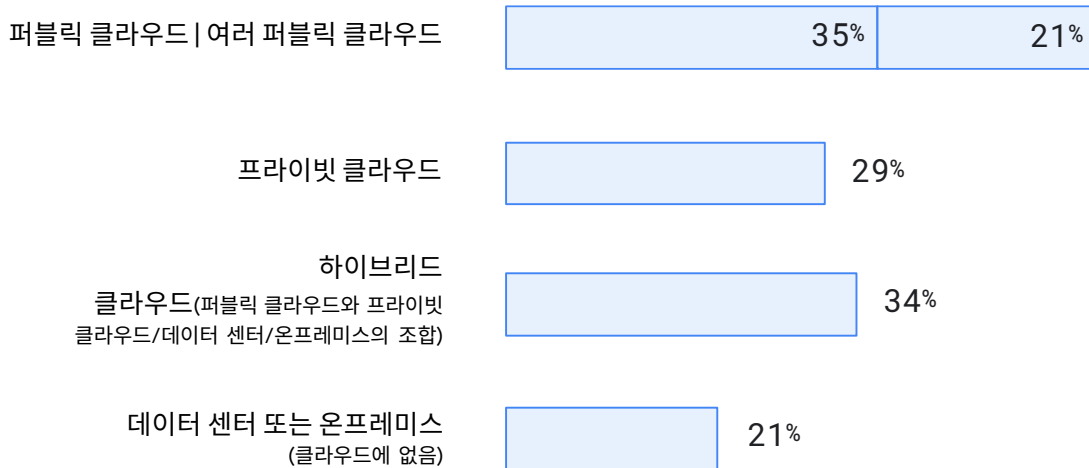 퍼블릭 클라우드 | 여러 퍼블릭 클라우드
35%
21%
프라이빗 클라우드
29%
하이브리드
클라우드(퍼블릭 클라우드와 프라이빗
클라우드/데이터 센터/온프레미스의 조합)
34%
데이터 센터 또는 온프레미스
(클라우드에 없음)
21%